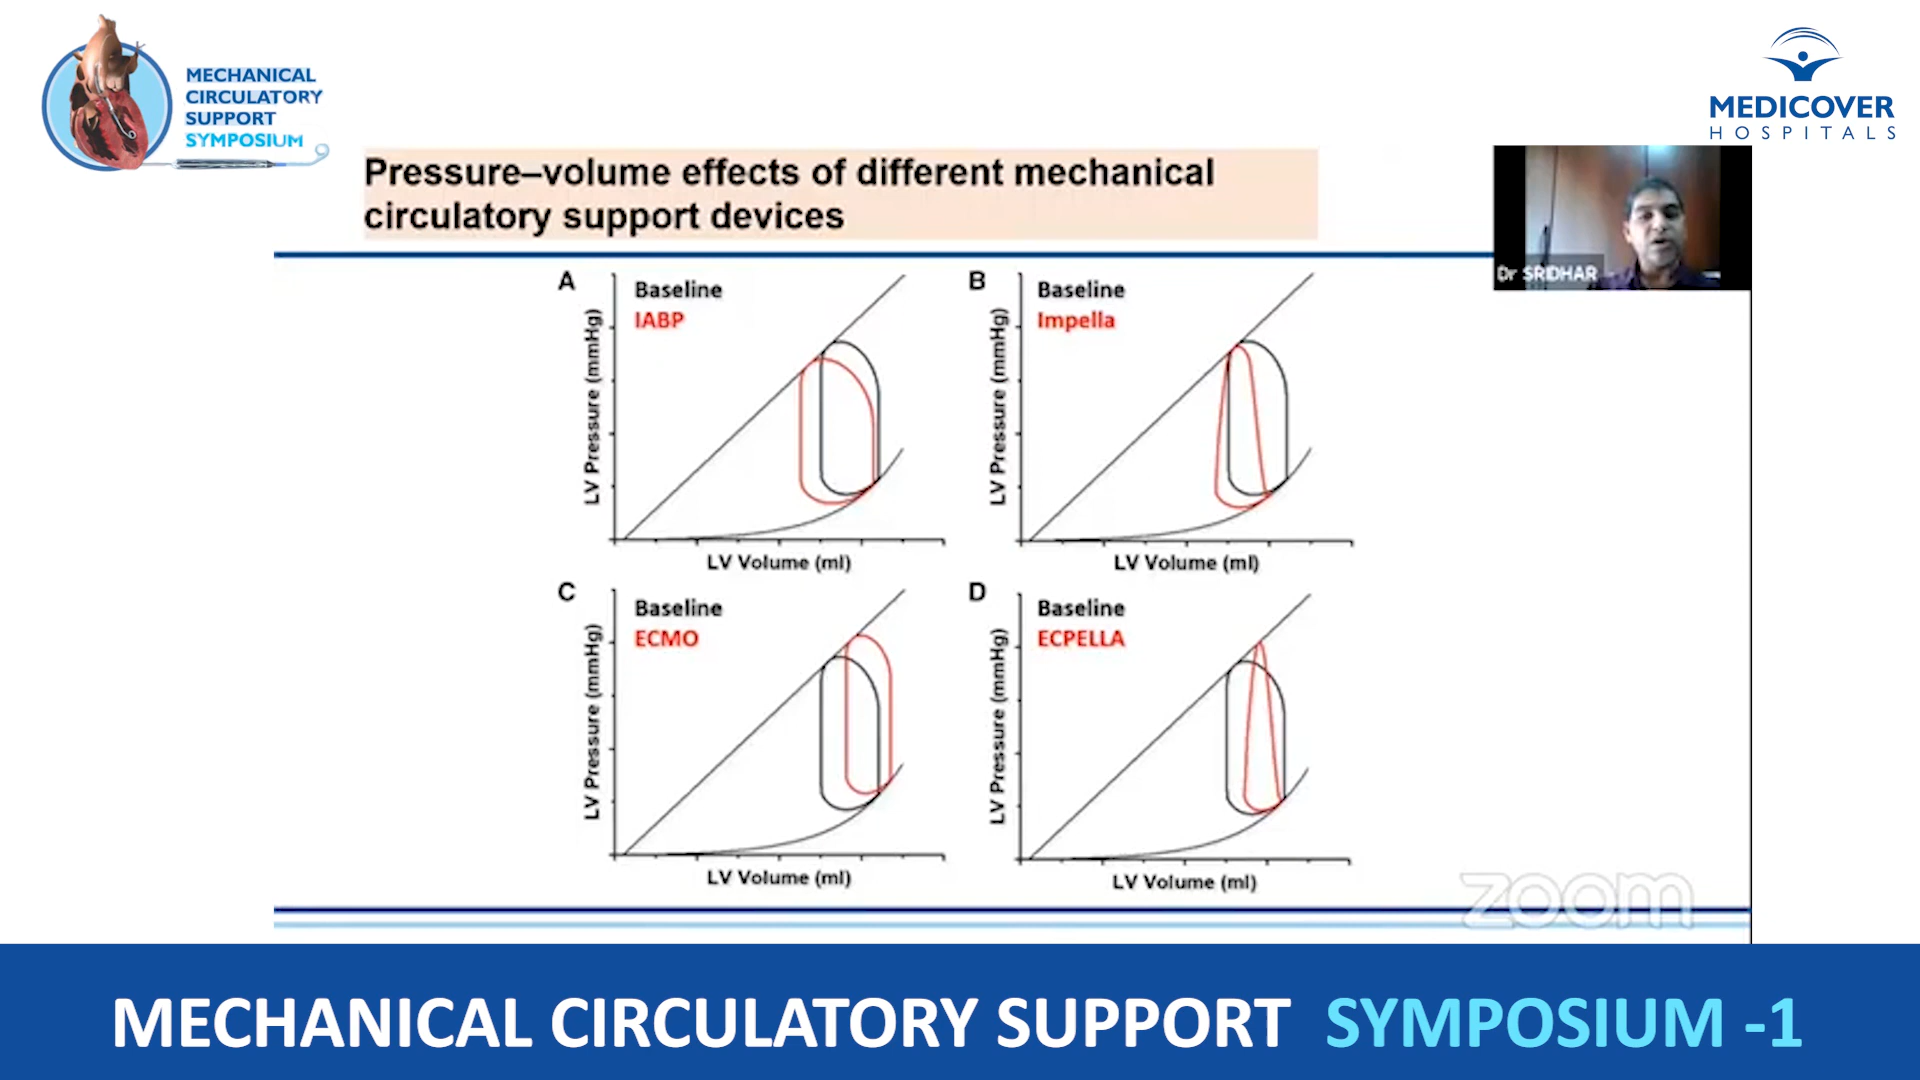 MECHANICAL
CIRCULATORY
SUPPORT
SYMPOSIUM
MEDICOVER
HOSPITALS
Pressure–volume effects of different mechanical
circulatory support devices
Dr SRIDHAR
A
Baseline
IABP
LV Pressure (mmHg)
LV Volume (ml)
B
Baseline
Impella
LV Pressure (mmHg)
LV Volume (ml)
C
Baseline
ECMO
LV Pressure (mmHg)
LV Volume (ml)
D
Baseline
ECPELLA
LV Pressure (mmHg)
LV Volume (ml)
zoom
MECHANICAL CIRCULATORY SUPPORT SYMPOSIUM -1